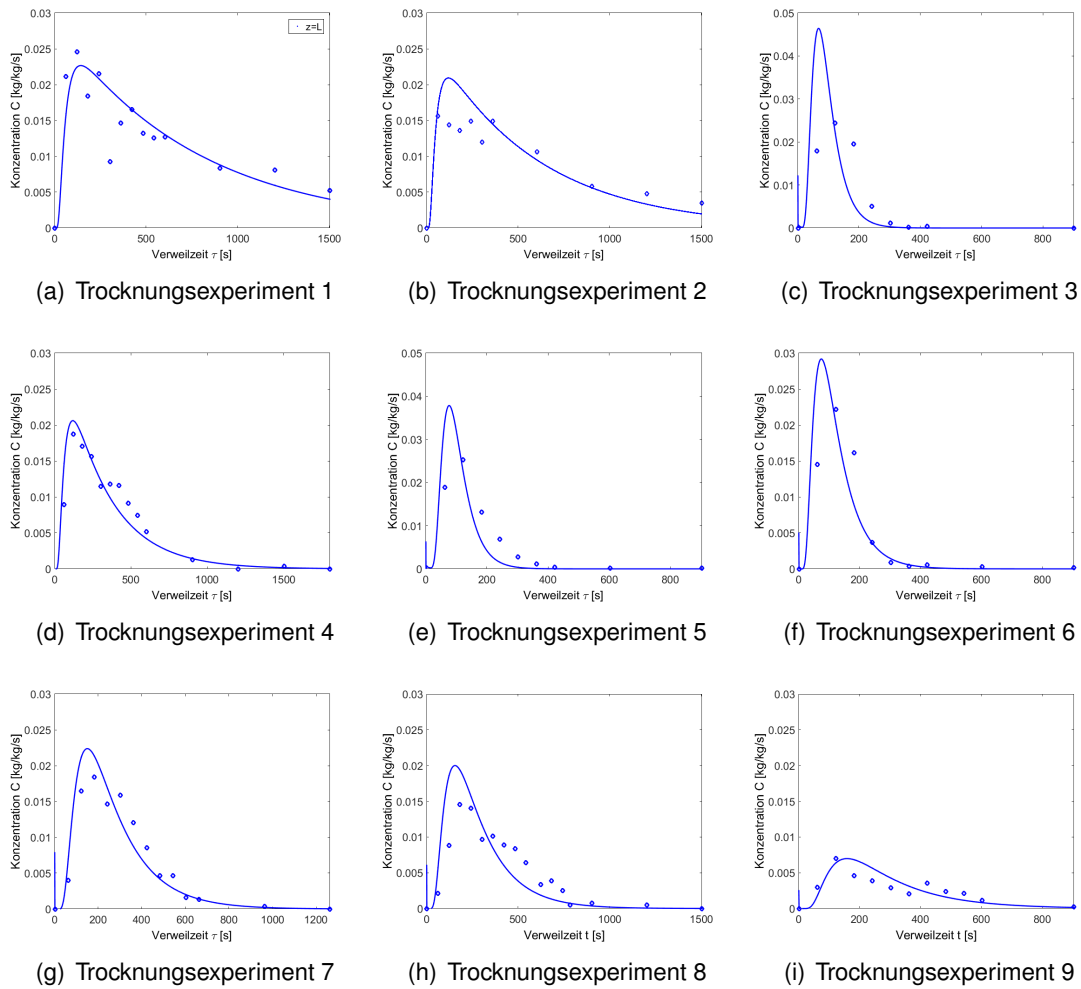 0.03
0.025
0.02
0.015
0.01
0.005
0
0 500 1000 1500
Konzentration C [kg/kg/s]
Verweilzeit τ [s]
z=L
(a) Trocknungsexperiment 1
0.03
0.025
0.02
0.015
0.01
0.005
0
0 500 1000 1500
Konzentration C [kg/kg/s]
Verweilzeit τ [s]
(b) Trocknungsexperiment 2
0.05
0.04
0.03
0.02
0.01
0
0 200 400 600 800
Konzentration C [kg/kg/s]
Verweilzeit τ [s]
(c) Trocknungsexperiment 3
0.03
0.025
0.02
0.015
0.01
0.005
0
0 500 1000 1500
Konzentration C [kg/kg/s]
Verweilzeit τ [s]
(d) Trocknungsexperiment 4
0.05
0.04
0.03
0.02
0.01
0
0 200 400 600 800
Konzentration C [kg/kg/s]
Verweilzeit τ [s]
(e) Trocknungsexperiment 5
0.03
0.025
0.02
0.015
0.01
0.005
0
0 200 400 600 800
Konzentration C [kg/kg/s]
Verweilzeit τ [s]
(f) Trocknungsexperiment 6
0.03
0.025
0.02
0.015
0.01
0.005
0
0 200 400 600 800 1000 1200
Konzentration C [kg/kg/s]
Verweilzeit τ [s]
(g) Trocknungsexperiment 7
0.03
0.025
0.02
0.015
0.01
0.005
0
0 500 1000 1500
Konzentration C [kg/kg/s]
Verweilzeit t [s]
(h) Trocknungsexperiment 8
0.03
0.025
0.02
0.015
0.01
0.005
0
0 200 400 600 800
Konzentration C [kg/kg/s]
Verweilzeit t [s]
(i) Trocknungsexperiment 9